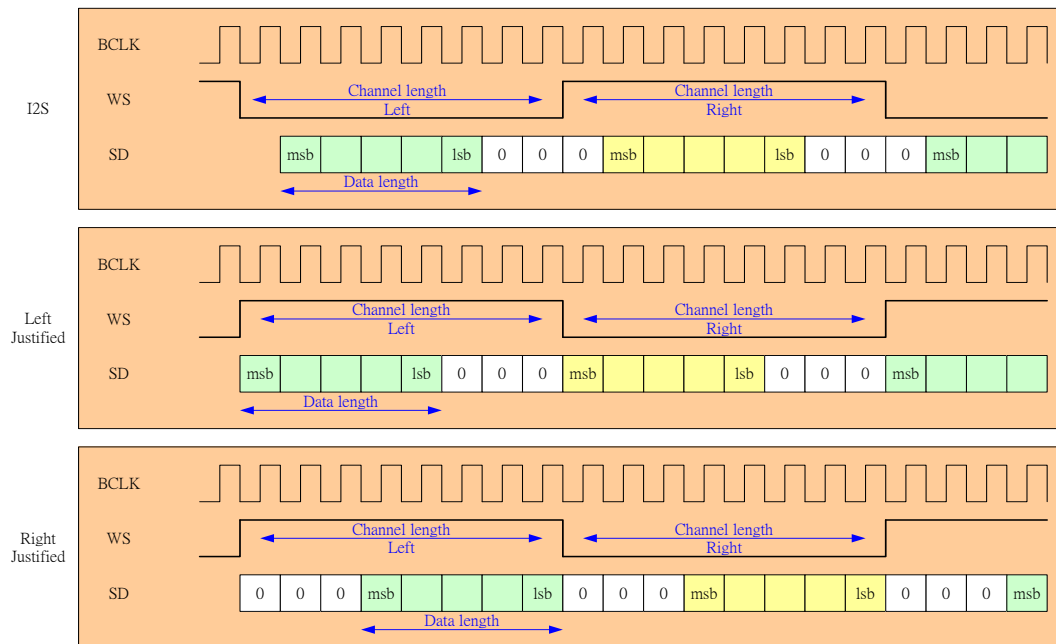 BCLK
I2S
WS
Channel length
Left
Channel length
Right
SD
msb lsb 0 0 0 msb lsb 0 0 0 msb
Data length
BCLK
Left
Justified
WS
Channel length
Left
Channel length
Right
SD
msb lsb 0 0 0 msb lsb 0 0 0 msb
Data length
BCLK
Right
Justified
WS
Channel length
Left
Channel length
Right
SD
0 0 0 msb lsb 0 0 0 msb lsb 0 0 0 msb
Data length